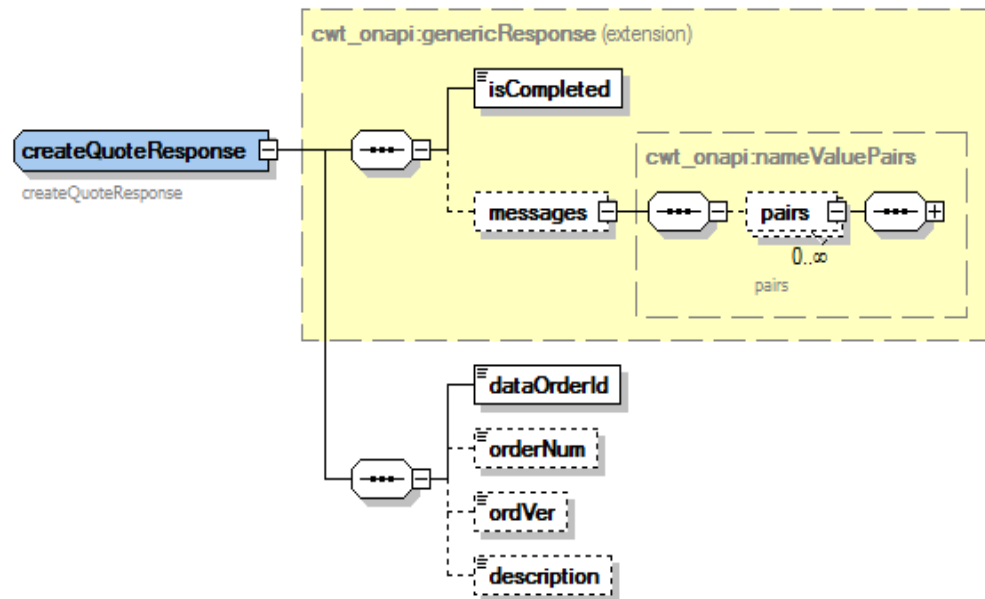 cwt_onapi:genericResponse (extension)
isCompleted
createQuoteResponse
createQuoteResponse
cwt_onapi:nameValuePairs
messages
pairs
0..∞
pairs
dataOrderId
orderNum
ordVer
description